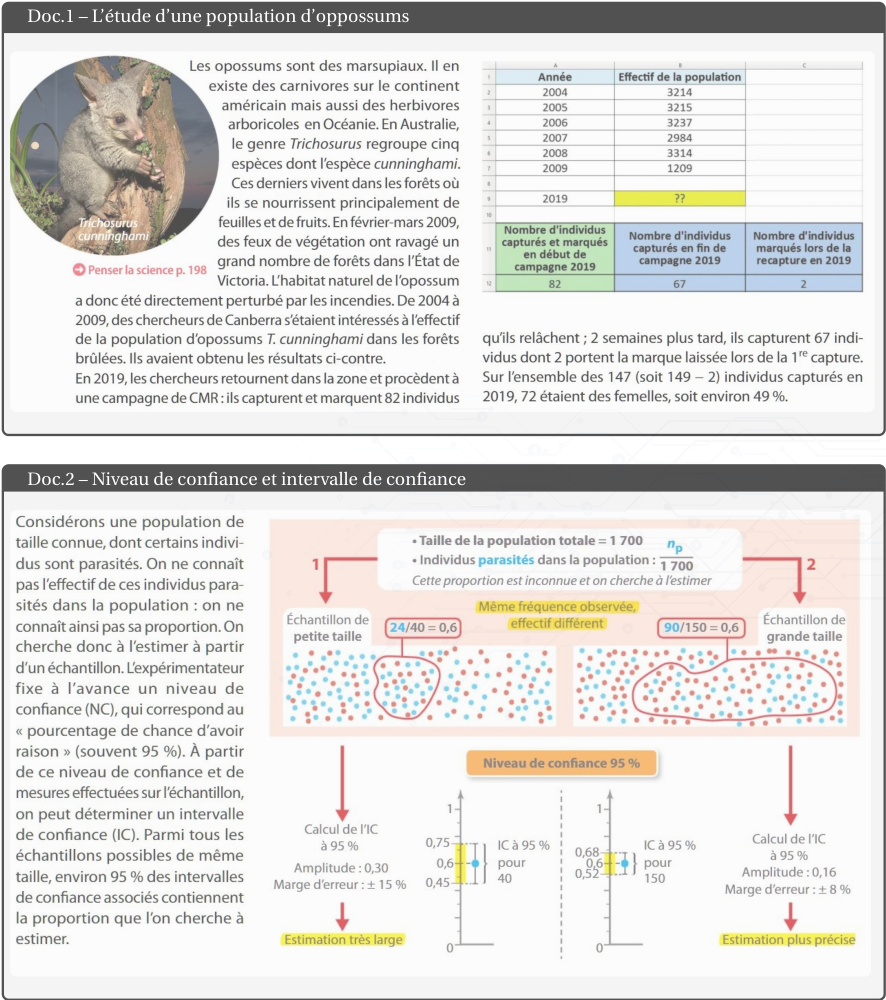 Doc.1 – L'étude d'une population d'oppossums
Les opossums sont des marsupiaux. Il en
existe des carnivores sur le continent
américain mais aussi des herbivores
arboricoles en Océanie. En Australie,
le genre Trichosurus regroupe cinq
espèces dont l'espèce cunninghami.
Ces derniers vivent dans les forêts où
ils se nourrissent principalement de
feuilles et de fruits. En février-mars 2009,
des feux de végétation ont ravagé un
grand nombre de forêts dans l'État de
Victoria. L'habitat naturel de l'opossum
a donc été directement perturbé par les incendies. De 2004 à
2009, des chercheurs de Canberra s'étaient intéressés à l'effectif
de la population d'opossums T. cunninghami dans les forêts
brûlées. Ils avaient obtenu les résultats ci-contre.
En 2019, les chercheurs retournent dans la zone et procèdent à
une campagne de CMR : ils capturent et marquent 82 individus
Trichosurus
cunninghami
Penser la science p. 198
A B C
1 Année Effectif de la population
2 2004 3214
3 2005 3215
4 2006 3237
5 2007 2984
6 2008 3314
7 2009 1209
8
9 2019 ??
10
11 Nombre d'individus capturés et marqués en début de campagne 2019 Nombre d'individus capturés en fin de campagne 2019 Nombre d'individus marqués lors de la recapture en 2019
12 82 67 2
qu'ils relâchent ; 2 semaines plus tard, ils capturent 67 indi-
vidus dont 2 portent la marque laissée lors de la 1re capture.
Sur l'ensemble des 147 (soit 149 − 2) individus capturés en
2019, 72 étaient des femelles, soit environ 49 %.
Doc.2 – Niveau de confiance et intervalle de confiance
Considérons une population de
taille connue, dont certains indivi-
dus sont parasités. On ne connaît
pas l'effectif de ces individus para-
sités dans la population : on ne
connaît ainsi pas sa proportion. On
cherche donc à l'estimer à partir
d'un échantillon. L'expérimentateur
fixe à l'avance un niveau de
confiance (NC), qui correspond au
« pourcentage de chance d'avoir
raison » (souvent 95 %). À partir
de ce niveau de confiance et de
mesures effectuées sur l'échantillon,
on peut déterminer un intervalle
de confiance (IC). Parmi tous les
échantillons possibles de même
taille, environ 95 % des intervalles
de confiance associés contiennent
la proportion que l'on cherche à
estimer.
• Taille de la population totale = 1 700
• Individus parasités dans la population : np/1 700
Cette proportion est inconnue et on cherche à l'estimer
1
2
Même fréquence observée,
effectif différent
Échantillon de
petite taille
24/40 = 0,6
90/150 = 0,6
Échantillon de
grande taille
Niveau de confiance 95 %
Calcul de l'IC
à 95 %
Amplitude : 0,30
Marge d'erreur : ± 15 %
Estimation très large
1
0,75
0,6
0,45
0
IC à 95 %
pour
40
1
0,68
0,6
0,52
0
IC à 95 %
pour
150
Calcul de l'IC
à 95 %
Amplitude : 0,16
Marge d'erreur : ± 8 %
Estimation plus précise